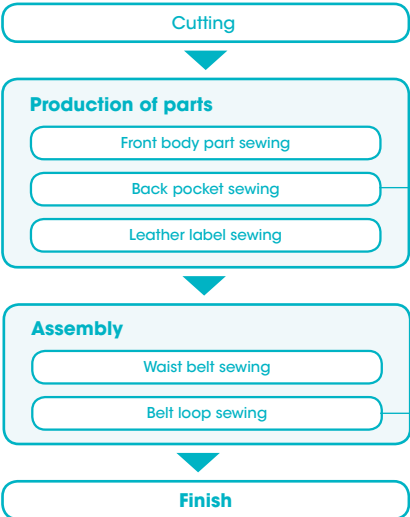 Cutting
Production of parts
Front body part sewing
Back pocket sewing
Leather label sewing
Assembly
Waist belt sewing
Belt loop sewing
Finish